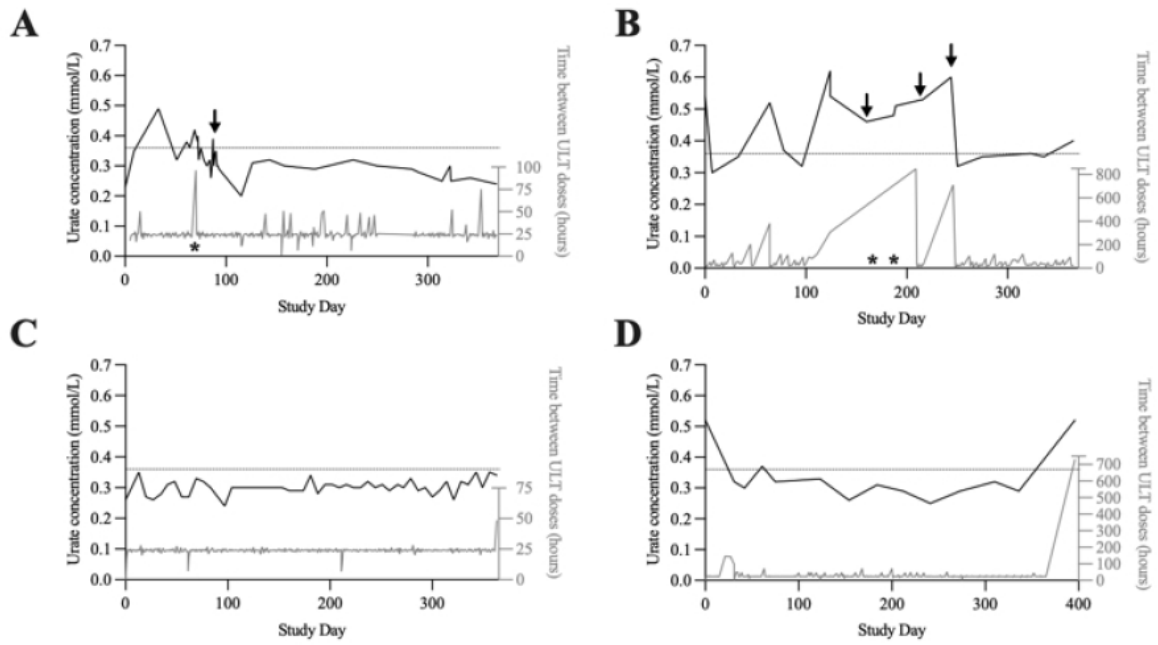 A
Urate concentration (mmol/L)
0.7
0.6
0.5
0.4
0.3
0.2
0.1
0.0
0 100 200 300
Study Day
100
75
50
25
0
Time between ULT doses (hours)
*
B
Urate concentration (mmol/L)
0.7
0.6
0.5
0.4
0.3
0.2
0.1
0.0
0 100 200 300
Study Day
800
600
400
200
0
Time between ULT doses (hours)
* *
C
Urate concentration (mmol/L)
0.7
0.6
0.5
0.4
0.3
0.2
0.1
0.0
0 100 200 300
Study Day
75
50
25
0
Time between ULT doses (hours)
D
Urate concentration (mmol/L)
0.7
0.6
0.5
0.4
0.3
0.2
0.1
0.0
0 100 200 300 400
Study Day
700
600
500
400
300
200
100
0
Time between ULT doses (hours)